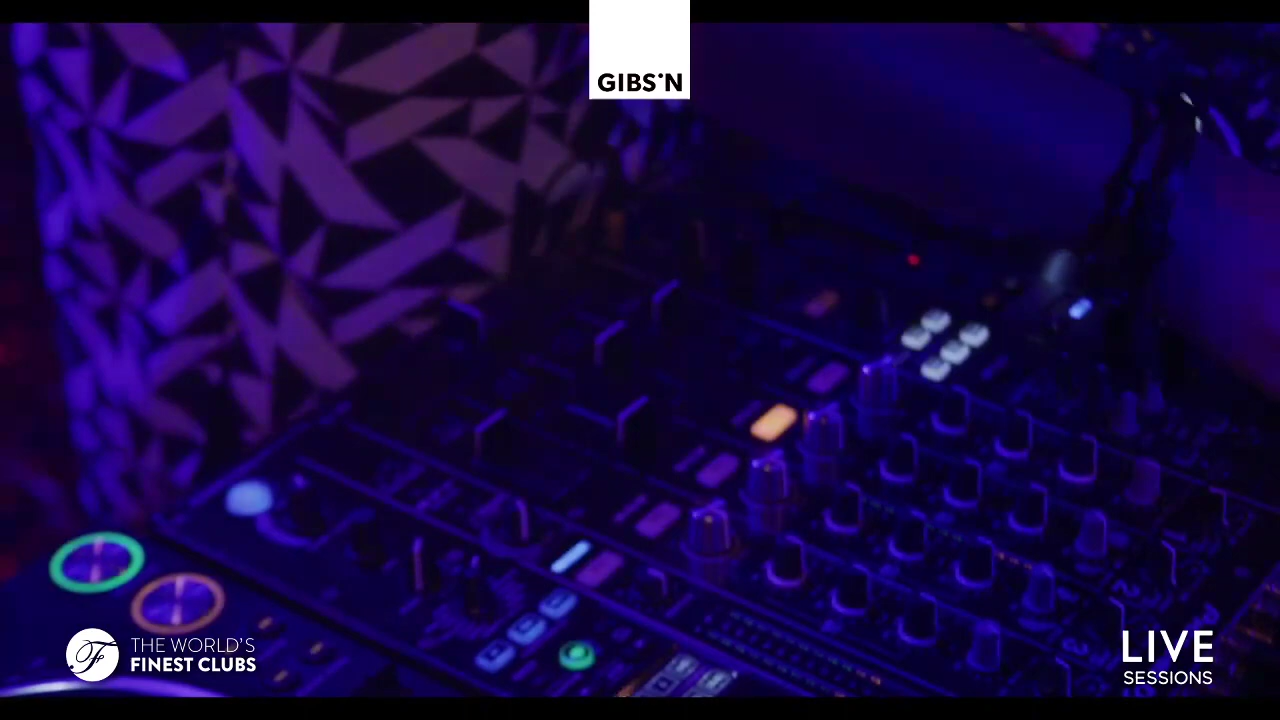 GIBS'N
THE WORLD'S
FINEST CLUBS
LIVE
SESSIONS